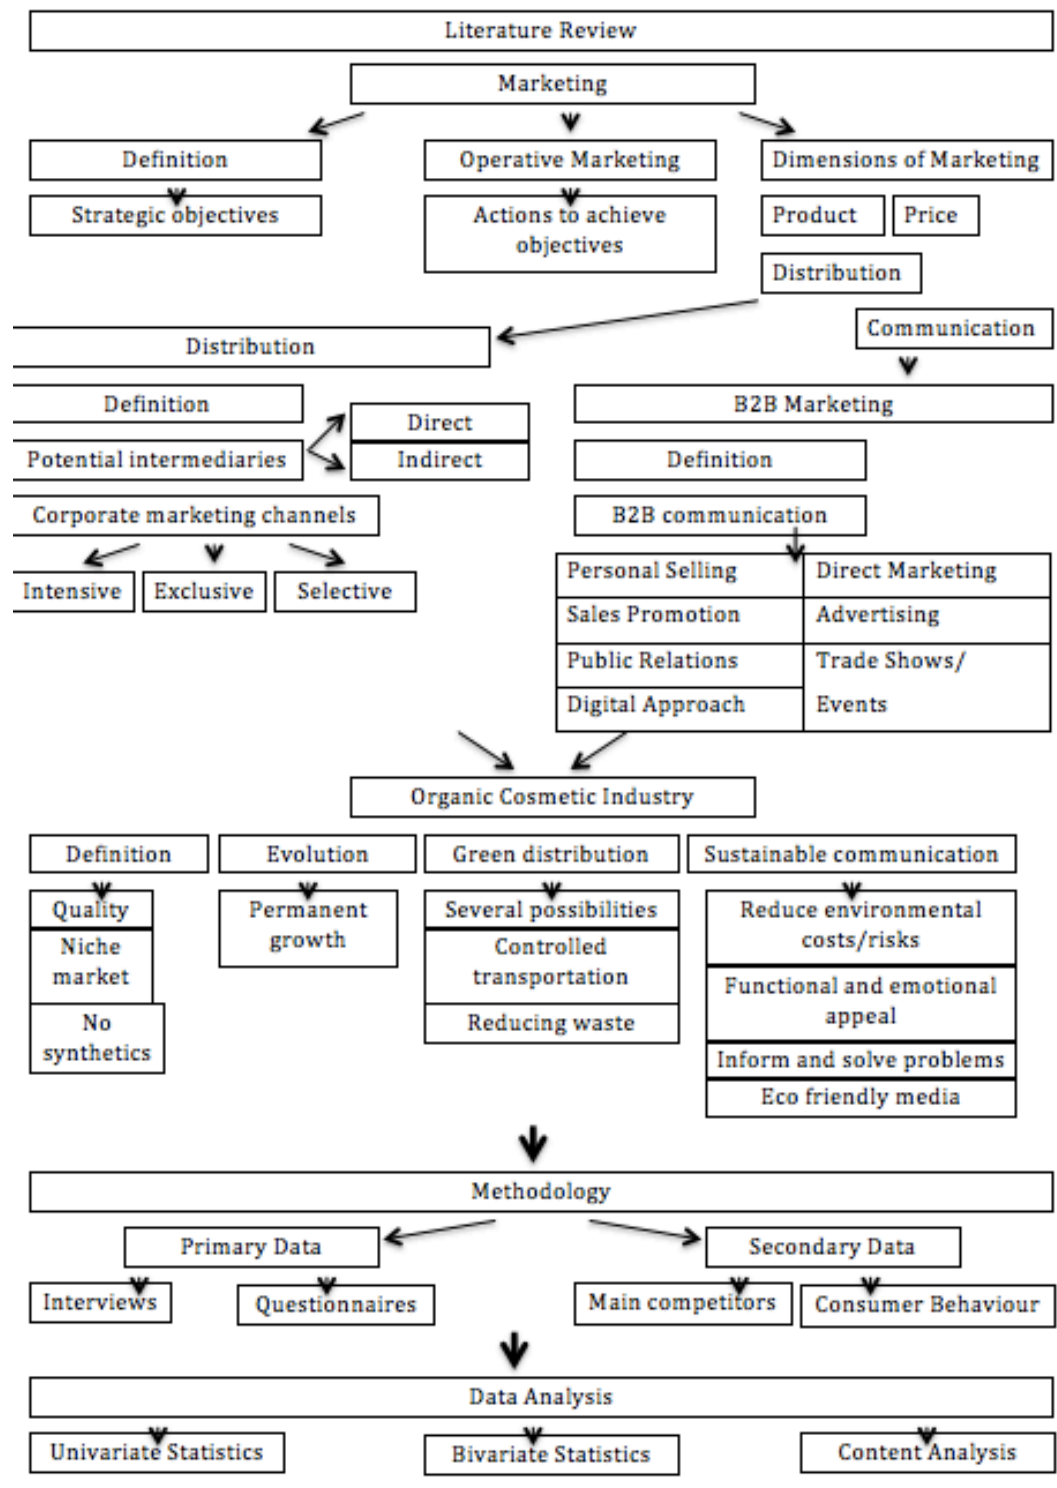 Literature Review
Marketing
Definition
Operative Marketing
Dimensions of Marketing
Strategic objectives
Actions to achieve
objectives
Product
Price
Distribution
Communication
Distribution
Definition
Direct
Potential intermediaries
Indirect
Corporate marketing channels
Intensive
Exclusive
Selective
B2B Marketing
Definition
B2B communication
Personal Selling
Direct Marketing
Sales Promotion
Advertising
Public Relations
Trade Shows/
Digital Approach
Events
Organic Cosmetic Industry
Definition
Evolution
Green distribution
Sustainable communication
Quality
Niche
market
No
synthetics
Permanent
growth
Several possibilities
Controlled
transportation
Reducing waste
Reduce environmental
costs/risks
Functional and emotional
appeal
Inform and solve problems
Eco friendly media
Methodology
Primary Data
Secondary Data
Interviews
Questionnaires
Main competitors
Consumer Behaviour
Data Analysis
Univariate Statistics
Bivariate Statistics
Content Analysis